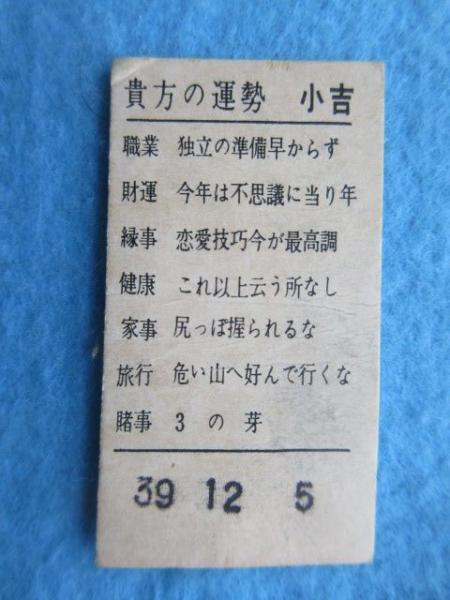 貴方の運勢 小吉
職業 独立の準備早からず
財運 今年は不思議に当り年
縁事 恋愛技巧今が最高調
健康 これ以上云う所なし
家事 尻っぽ握られるな
旅行 危い山へ好んで行くな
賭事 3の芽
39 12 5